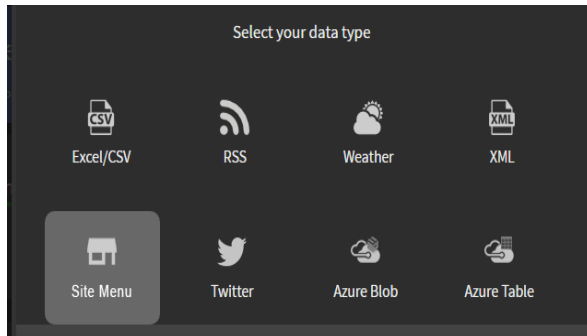 Select your data type
CSV
XML
Excel/CSV RSS Weather XML
Site Menu Twitter Azure Blob Azure Table